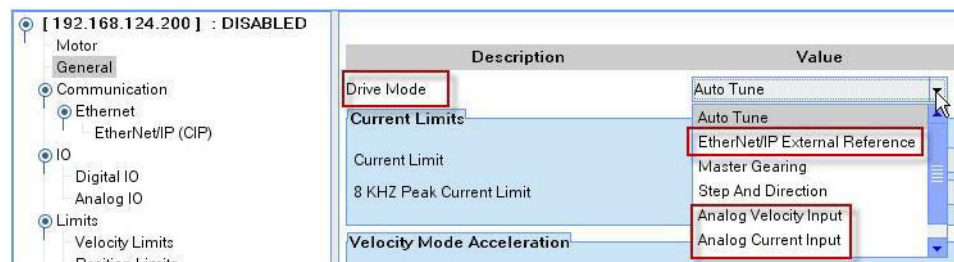 [ 192.168.124.200 ] : DISABLED
Motor
General
Communication
Ethernet
EtherNet/IP (CIP)
IO
Digital IO
Analog IO
Limits
Velocity Limits
Position Limits
Description Value
Drive Mode Auto Tune
Auto Tune
EtherNet/IP External Reference
Master Gearing
Step And Direction
Analog Velocity Input
Analog Current Input
Current Limits
Current Limit
8 KHZ Peak Current Limit
Velocity Mode Acceleration